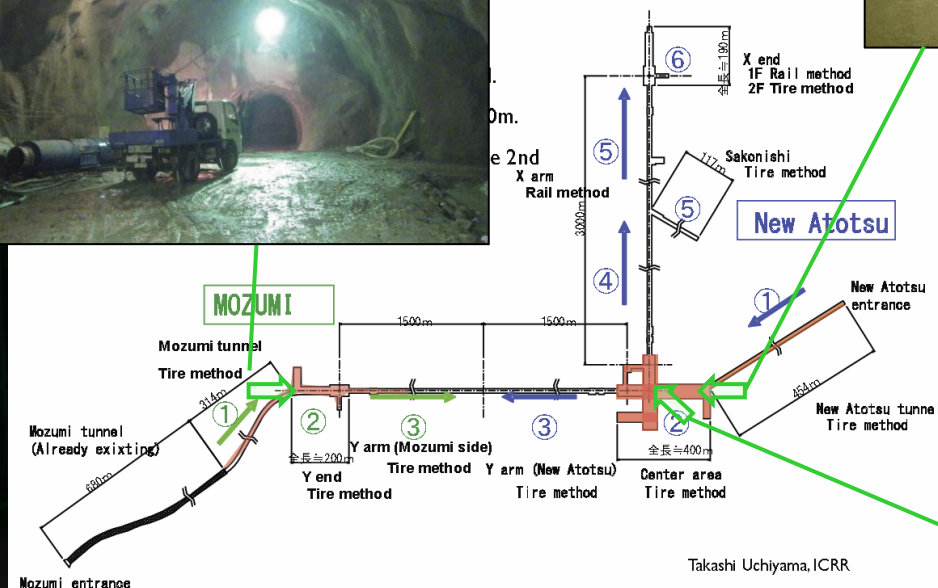 0m.
e 2nd
⑥
全長≒190m
X end
1F Rail method
2F Tire method
⑤
X arm
Rail method
117m
Sakonishi
Tire method
⑤
New Atotsu
3000m
④
MOZUMI
①
New Atotsu
entrance
1500m
1500m
Mozumi tunnel
Tire method
314m
①
②
③
③
②
454m
New Atotsu tunne
Tire method
Mozumi tunnel
(Already exixting)
680m
全長≒200m
Y end
Tire method
Y arm (Mozumi side)
Tire method
Y arm (New Atotsu)
Tire method
全長≒400m
Center area
Tire method
Mozumi entrance
Takashi Uchiyama, ICRR